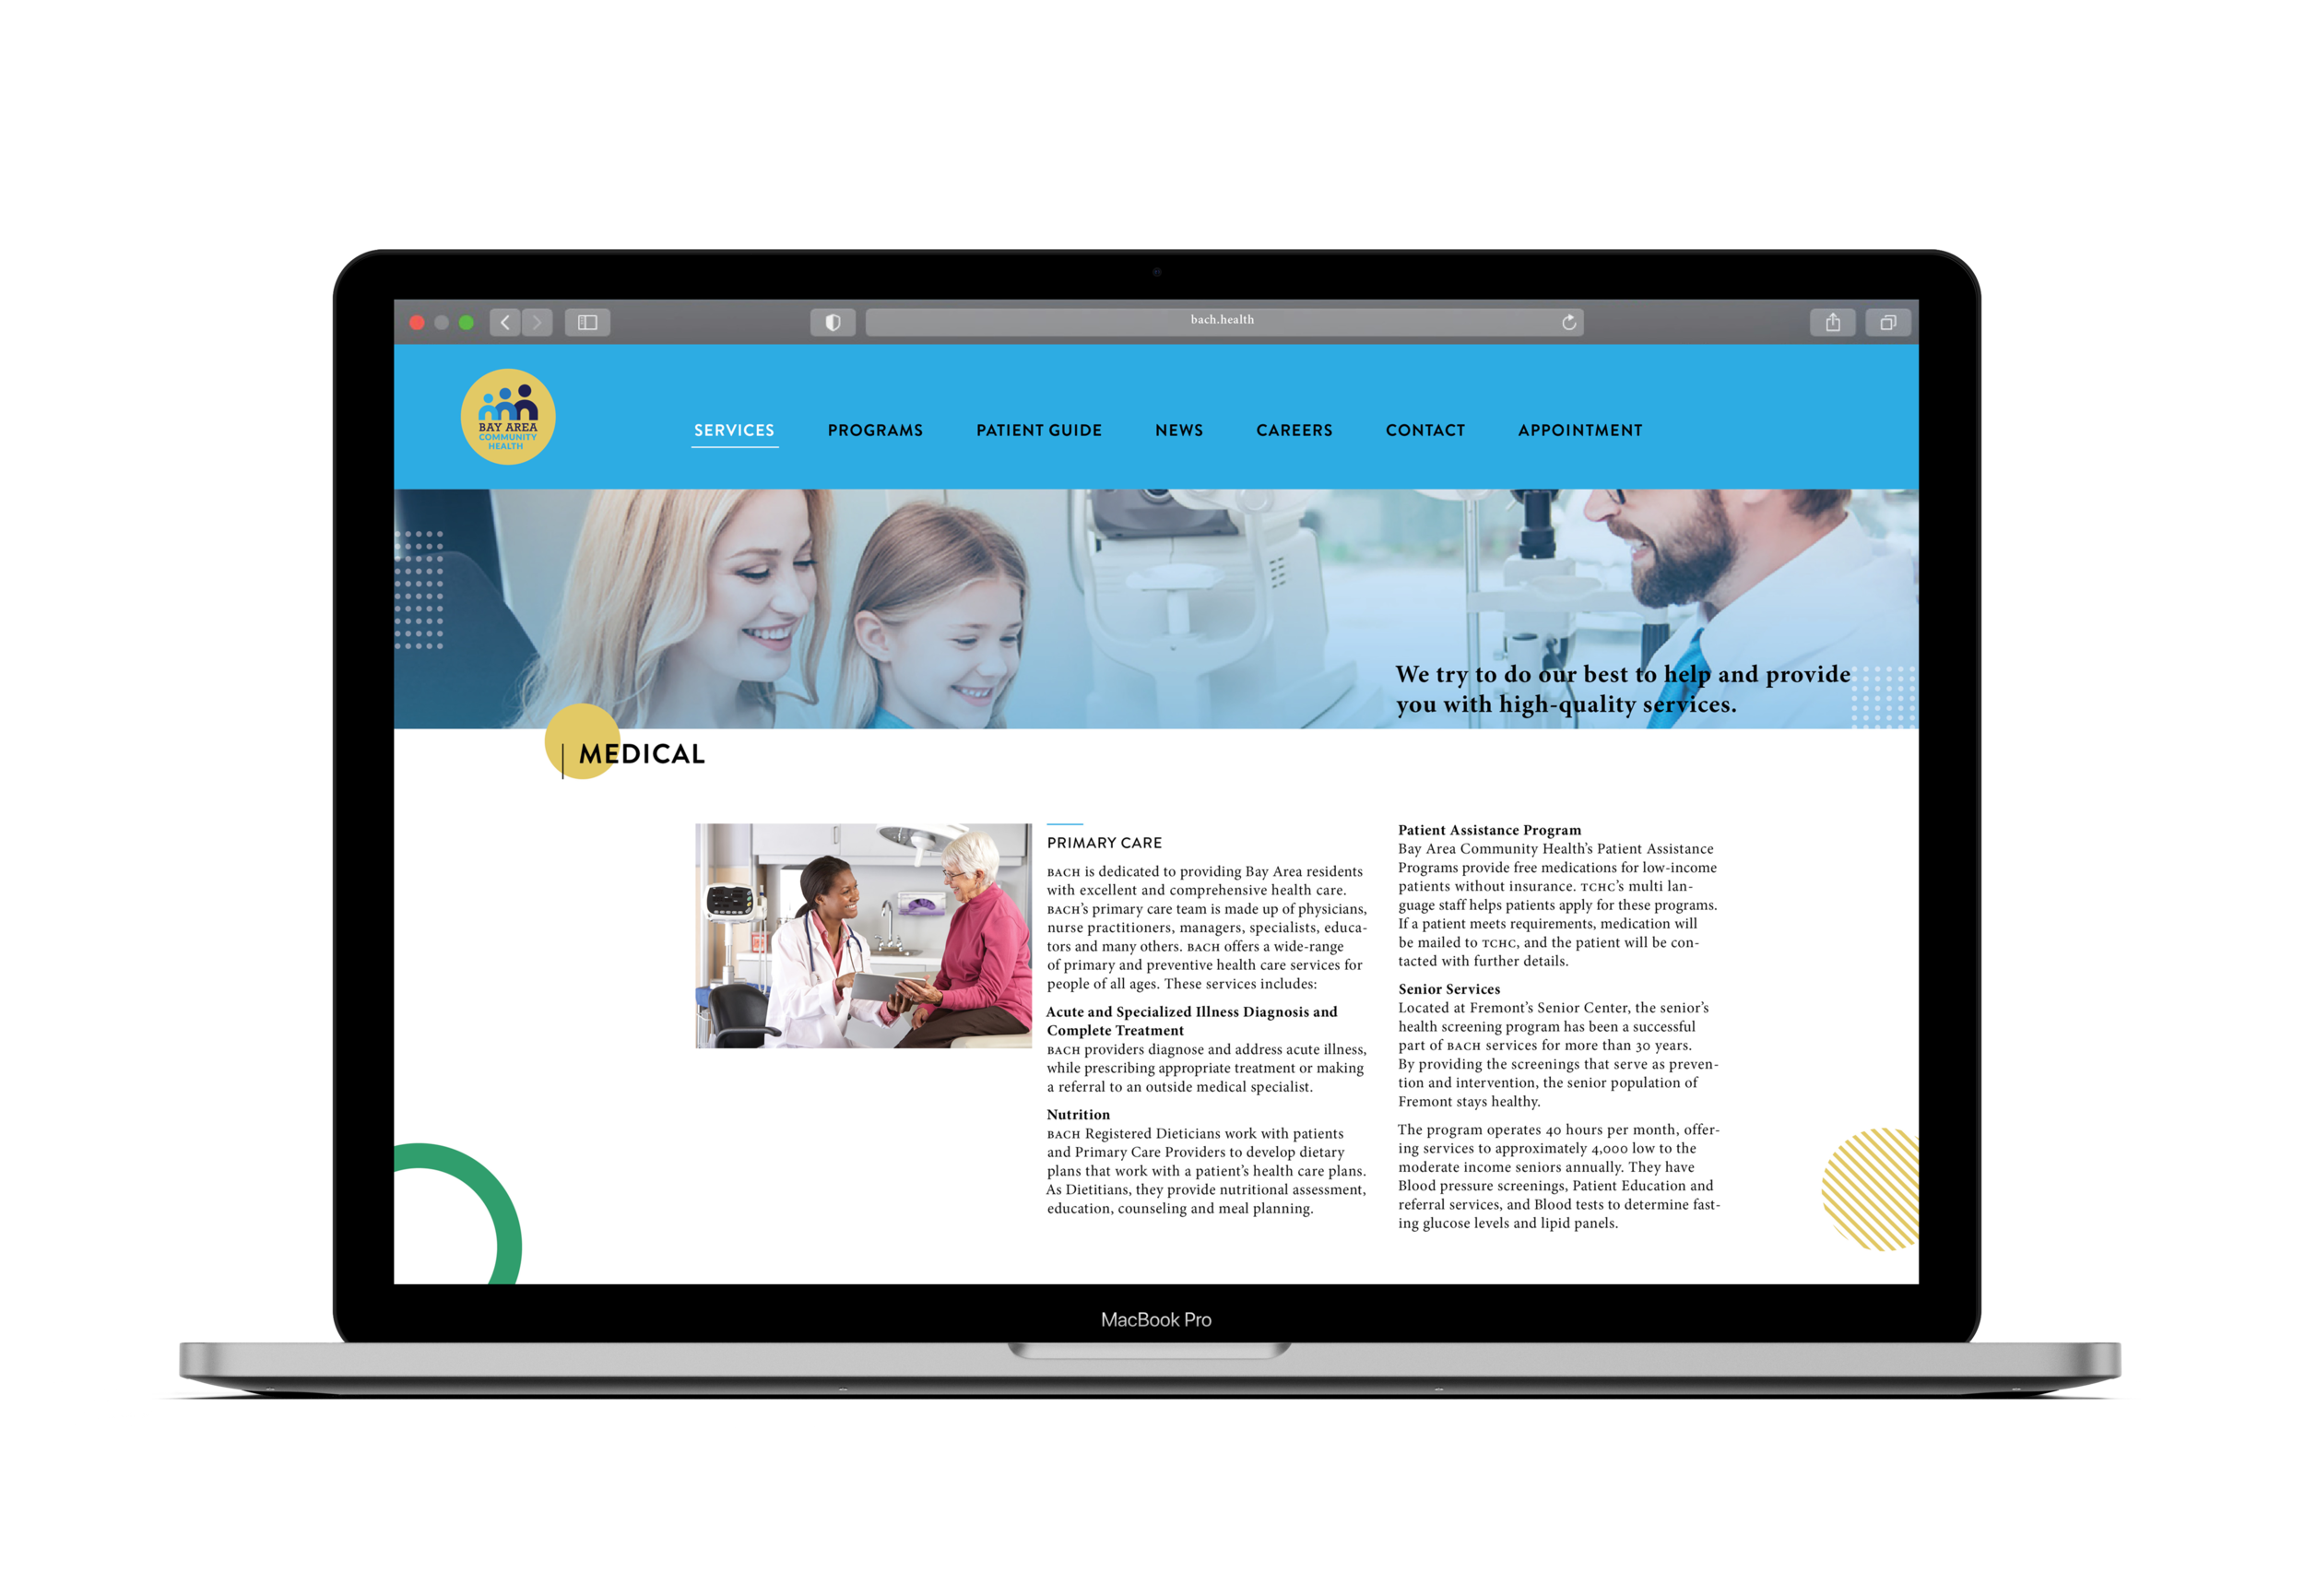 bach.health
BAY AREA
COMMUNITY
HEALTH
SERVICES
PROGRAMS
PATIENT GUIDE
NEWS
CAREERS
CONTACT
APPOINTMENT
We try to do our best to help and provide
you with high-quality services.
MEDICAL
PRIMARY CARE
BACH is dedicated to providing Bay Area residents
with excellent and comprehensive health care.
BACH’s primary care team is made up of physicians,
nurse practitioners, managers, specialists, educa-
tors and many others. BACH offers a wide-range
of primary and preventive health care services for
people of all ages. These services includes:
Acute and Specialized Illness Diagnosis and
Complete Treatment
BACH providers diagnose and address acute illness,
while prescribing appropriate treatment or making
a referral to an outside medical specialist.
Nutrition
BACH Registered Dieticians work with patients
and Primary Care Providers to develop dietary
plans that work with a patient’s health care plans.
As Dietitians, they provide nutritional assessment,
education, counseling and meal planning.
Patient Assistance Program
Bay Area Community Health’s Patient Assistance
Programs provide free medications for low-income
patients without insurance. TCHC’s multi lan-
guage staff helps patients apply for these programs.
If a patient meets requirements, medication will
be mailed to TCHC, and the patient will be con-
tacted with further details.
Senior Services
Located at Fremont’s Senior Center, the senior’s
health screening program has been a successful
part of BACH services for more than 30 years.
By providing the screenings that serve as preven-
tion and intervention, the senior population of
Fremont stays healthy.
The program operates 40 hours per month, offer-
ing services to approximately 4,000 low to the
moderate income seniors annually. They have
Blood pressure screenings, Patient Education and
referral services, and Blood tests to determine fast-
ing glucose levels and lipid panels.
MacBook Pro